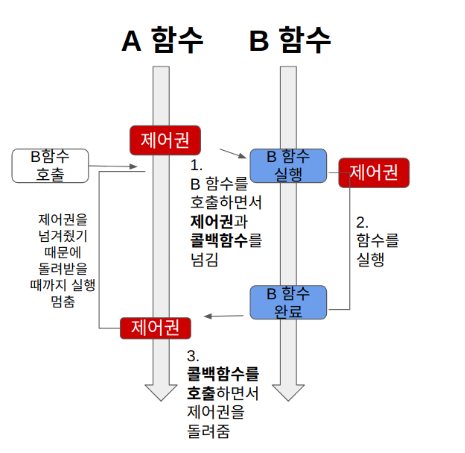 A 함수
B 함수
제어권
B함수
호출
1.
B 함수를
호출하면서
제어권과
콜백함수를
넘김
B 함수
실행
제어권
제어권을
넘겨줬기
때문에
돌려받을
때까지 실행
멈춤
2.
함수를
실행
B 함수
완료
제어권
3.
콜백함수를
호출하면서
제어권을
돌려줌